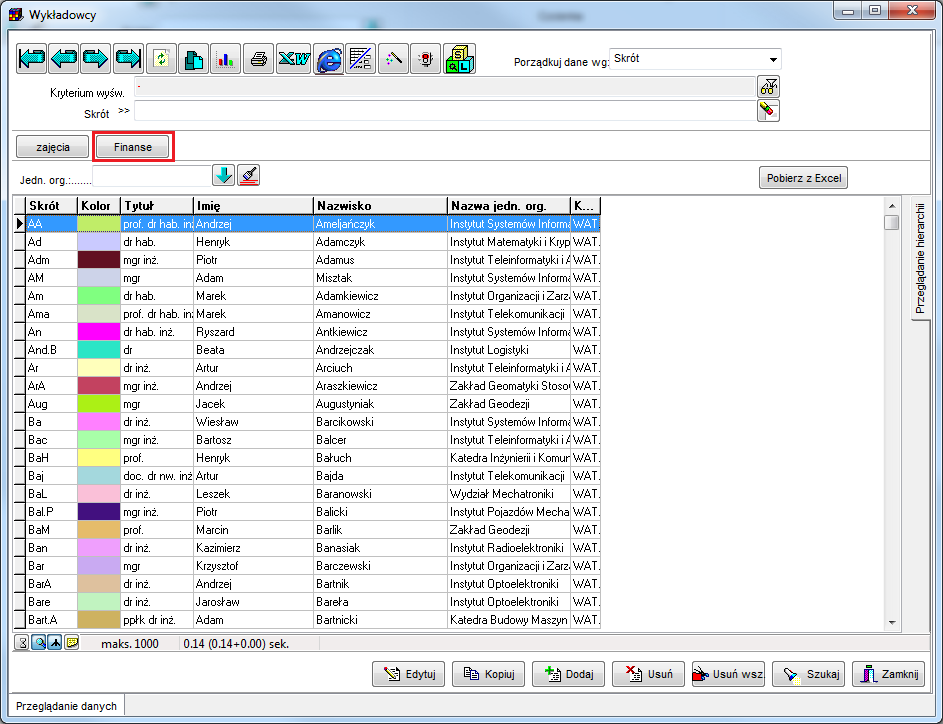 Wykładowcy
Porządkuj dane wg: Skrót
Kryterium wyśw.
Skrót >>
zajęcia Finanse
Jedn. org.:....... Pobierz z Excel
Skrót Kolor Tytuł Imię Nazwisko Nazwa jedn. org. K...
AA prof. dr hab. inż Andrzej Ameljańczyk Instytut Systemów Informa WAT.
Ad dr hab. Henryk Adamczyk Instytut Matematyki i Kryp WAT.
Adm mgr inż. Piotr Adamus Instytut Teleinformatyki i A WAT.
AM mgr Adam Misztak Instytut Systemów Informa WAT.
Am dr hab. Marek Adamkiewicz Instytut Organizacji i Zarza WAT.
Ama prof. dr hab. inż Marek Amanowicz Instytut Telekomunikacji WAT.
An dr hab. inż. Ryszard Antkiewicz Instytut Systemów Informa WAT.
And.B dr Beata Andrzejczak Instytut Logistyki WAT.
Ar dr inż. Artur Arciuch Instytut Teleinformatyki i A WAT.
ArA mgr inż. Andrzej Araszkiewicz Zakład Geomatyki Stosow WAT.
Aug mgr Jacek Augustyniak Zakład Geodezji WAT.
Ba dr inż. Wiesław Barcikowski Instytut Systemów Informa WAT.
Bac mgr inż. Bartosz Balcer Instytut Teleinformatyki i A WAT.
BaH prof. Henryk Bałuch Katedra Inżynierii i Komun WAT.
Baj doc. dr nw. inż Artur Bajda Instytut Telekomunikacji WAT.
BaL dr inż. Leszek Baranowski Wydział Mechatroniki WAT.
Bal.P mgr inż. Piotr Balicki Instytut Pojazdów Mecha WAT.
BaM prof. Marcin Barlik Zakład Geodezji WAT.
Ban dr inż. Kazimierz Banasiak Instytut Radioelektroniki WAT.
Bar mgr Krzysztof Barczewski Instytut Organizacji i Zarza WAT.
BarA dr inż. Andrzej Bartnik Instytut Optoelektroniki WAT.
Bare dr inż. Jarosław Bareła Instytut Optoelektroniki WAT.
Bart.A ppłk dr inż. Adam Bartnicki Katedra Budowy Maszyn WAT.
Przeglądanie hierarchii
maks. 1000 0.14 (0.14+0.00) sek.
Edytuj Kopiuj Dodaj Usuń Usuń wsz. Szukaj Zamknij
Przeglądanie danych